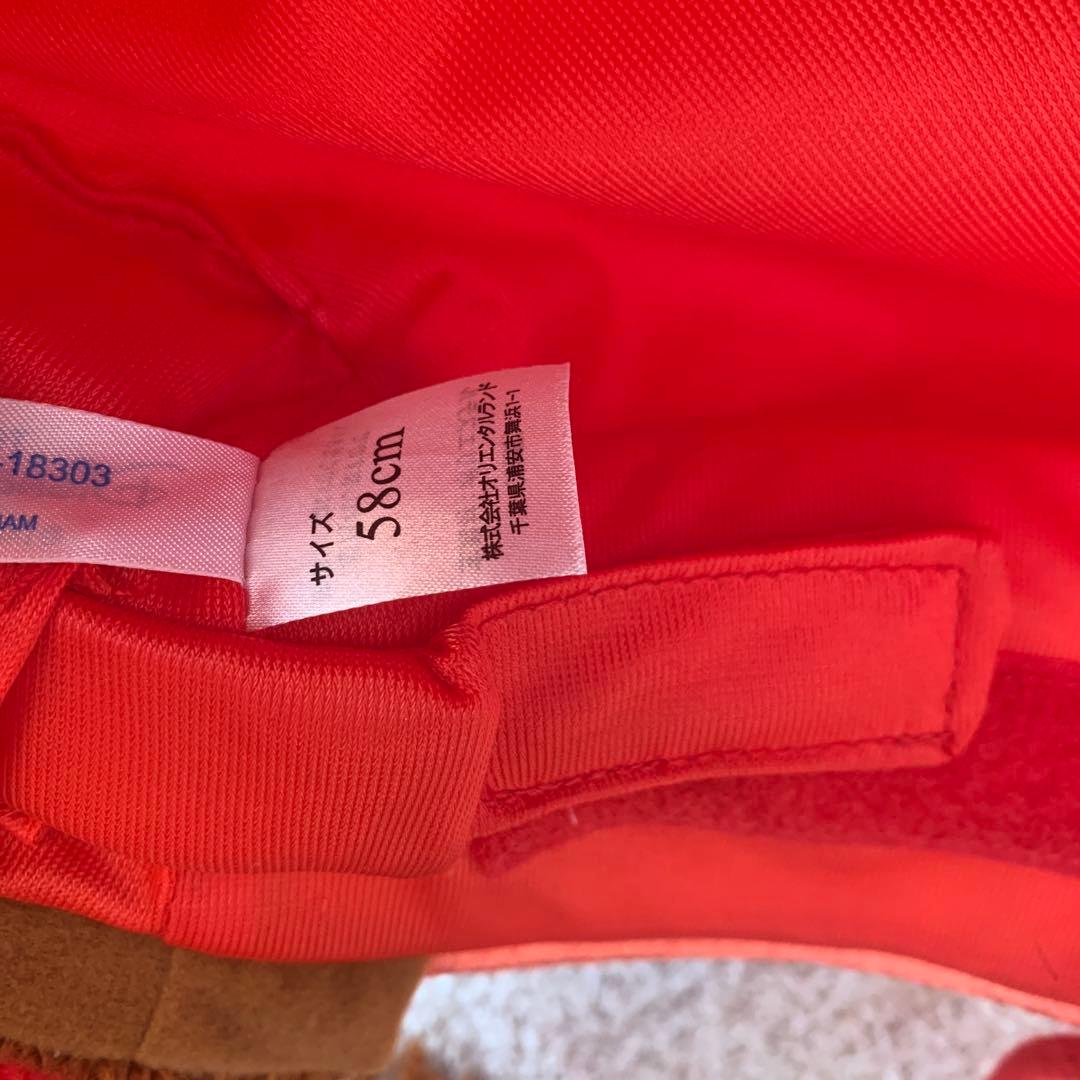 -18303
サイズ
58cm
株式会社オリエンタルランド
千葉県浦安市舞浜1-1